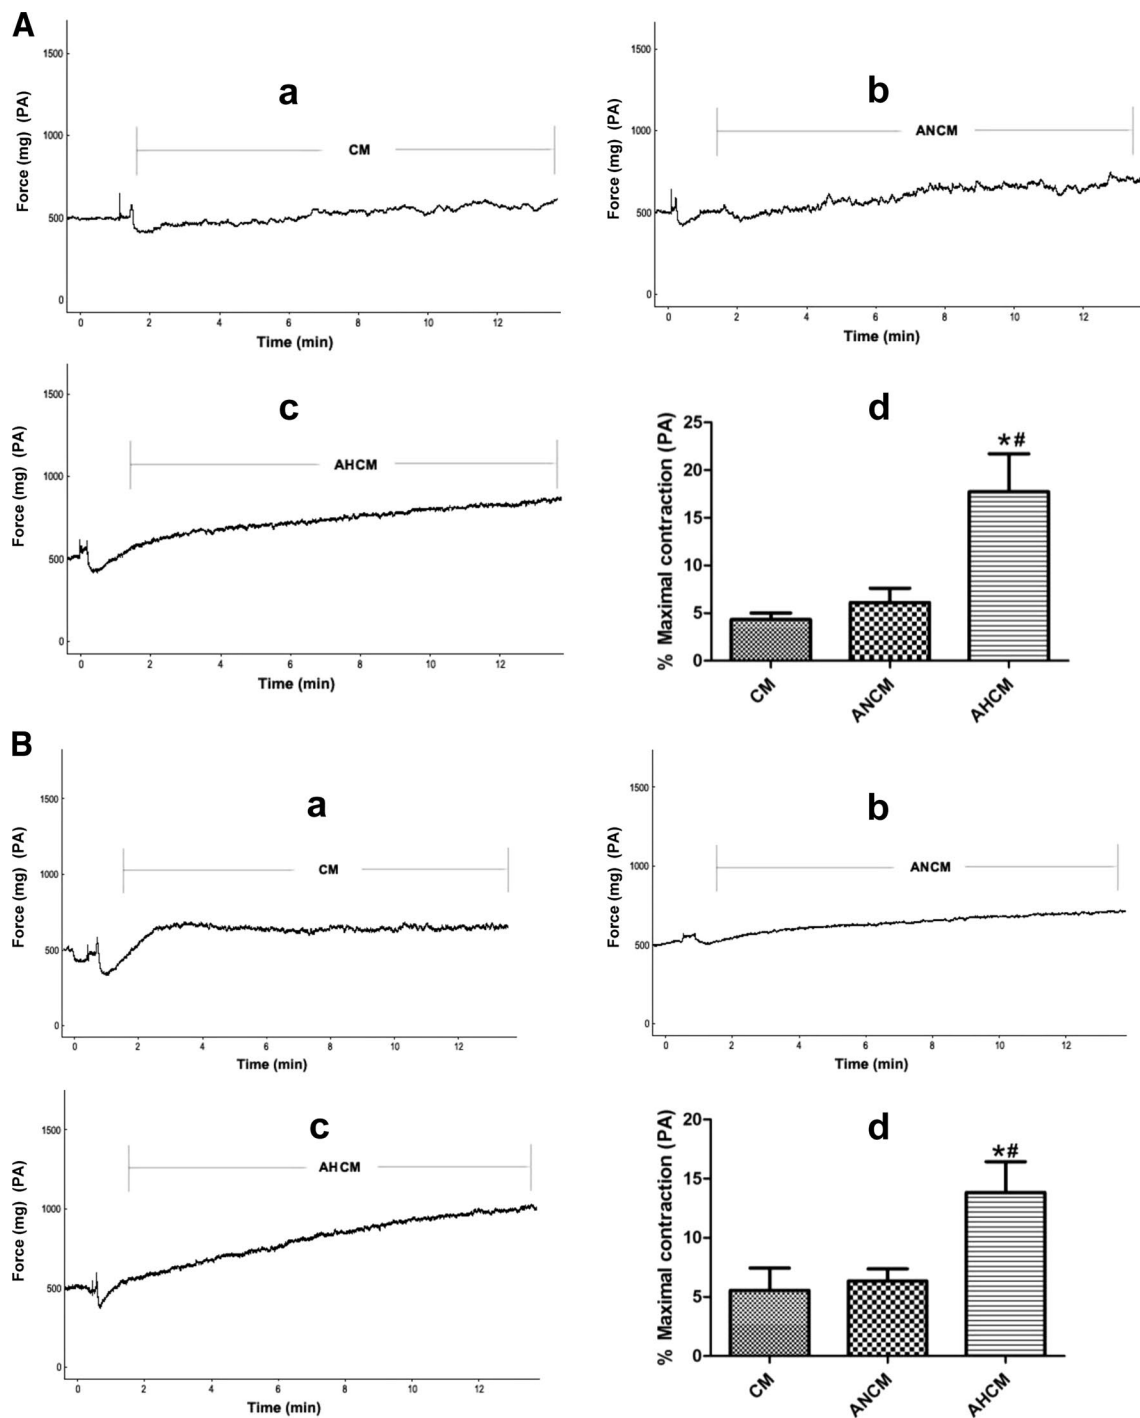 A
a
Force (mg) (PA)
1500
1000
500
0
CM
0 2 4 6 8 10 12
Time (min)
b
Force (mg) (PA)
1500
1000
500
0
ANCM
0 2 4 6 8 10 12
Time (min)
c
Force (mg) (PA)
1500
1000
500
0
AHCM
0 2 4 6 8 10 12
Time (min)
d
% Maximal contraction (PA)
25
20
15
10
5
0
*#
CM
ANCM
AHCM
B
a
Force (mg) (PA)
1500
1000
500
0
CM
0 2 4 6 8 10 12
Time (min)
b
Force (mg) (PA)
1500
1000
500
0
ANCM
0 2 4 6 8 10 12
Time (min)
c
Force (mg) (PA)
1500
1000
500
0
AHCM
0 2 4 6 8 10 12
Time (min)
d
% Maximal contraction (PA)
20
15
10
5
0
*#
CM
ANCM
AHCM